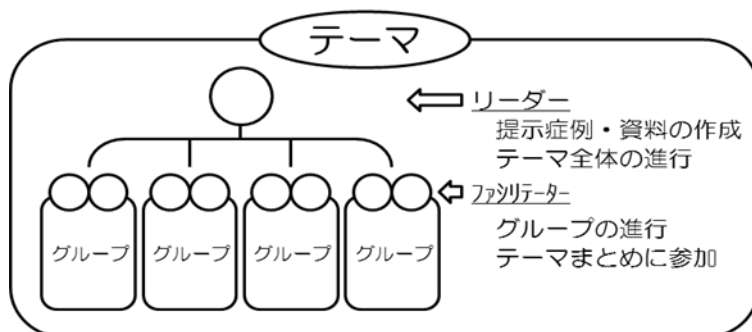 テーマ
リーダー
提示症例・資料の作成
テーマ全体の進行
ﾌｧｼﾘﾃｰﾀｰ
グループの進行
テーマまとめに参加
グループ
グループ
グループ
グループ